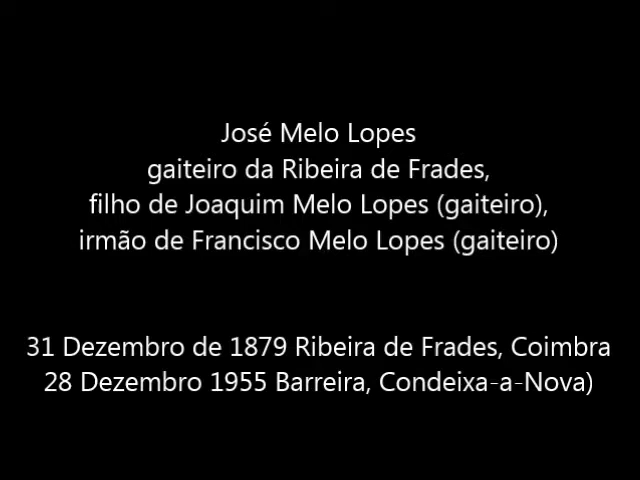 José Melo Lopes
gaiteiro da Ribeira de Frades,
filho de Joaquim Melo Lopes (gaiteiro),
irmão de Francisco Melo Lopes (gaiteiro)
31 Dezembro de 1879 Ribeira de Frades, Coimbra
28 Dezembro 1955 Barreira, Condeixa-a-Nova)